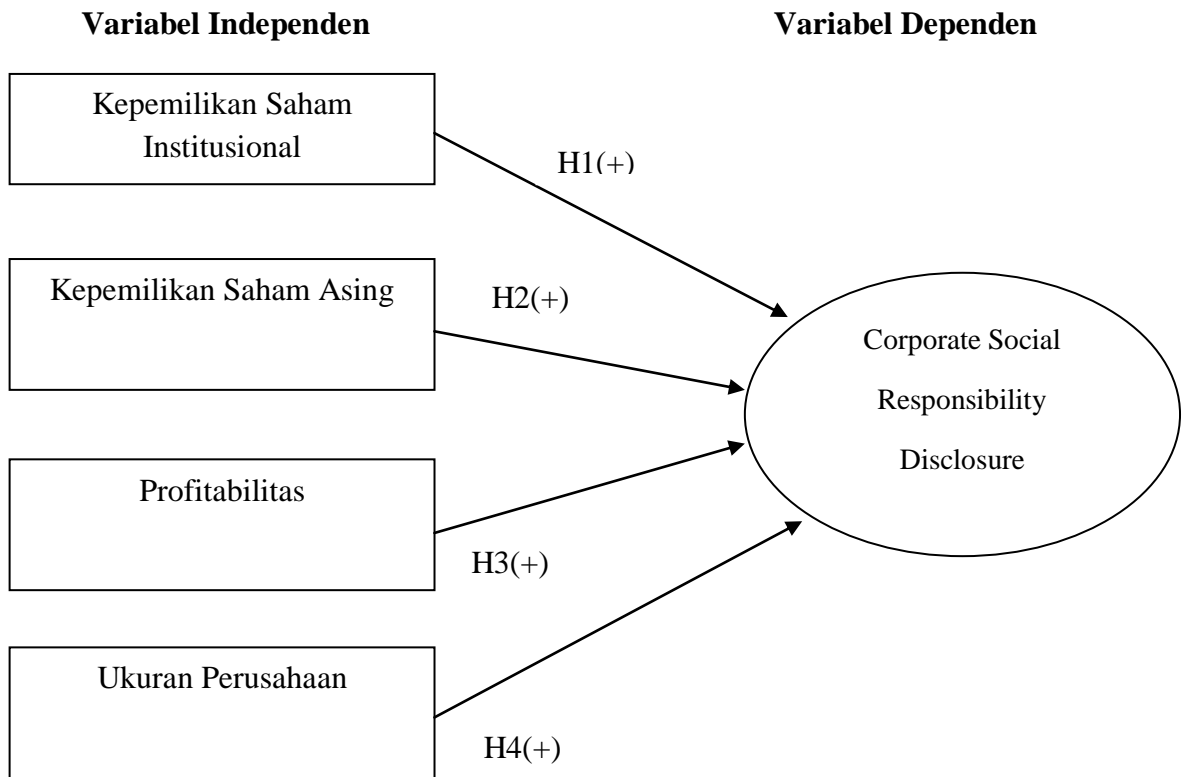 Variabel Independen
Variabel Dependen
Kepemilikan Saham
Institusional
H1(+)
Kepemilikan Saham Asing
H2(+)
Corporate Social
Responsibility
Disclosure
Profitabilitas
H3(+)
Ukuran Perusahaan
H4(+)